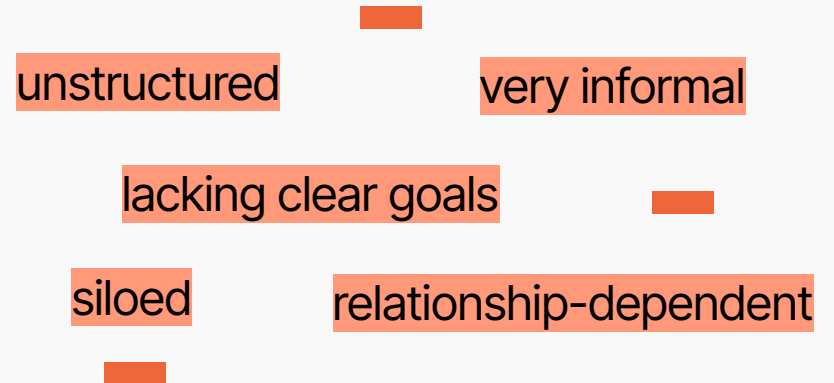 unstructured
very informal
lacking clear goals
siloed
relationship-dependent